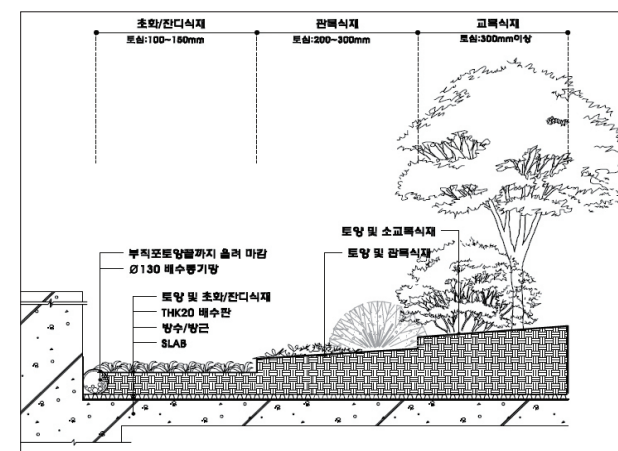 초화/잔디식재
관목식재
교목식재
토심:100~150mm
토심:200~300mm
토심:300mm이상
토양 및 소교목식재
부직포토양끝까지 올려 마감
토양 및 관목식재
Ø130 배수통기망
토양 및 초화/잔디식재
THK20 배수판
방수/방근
SLAB